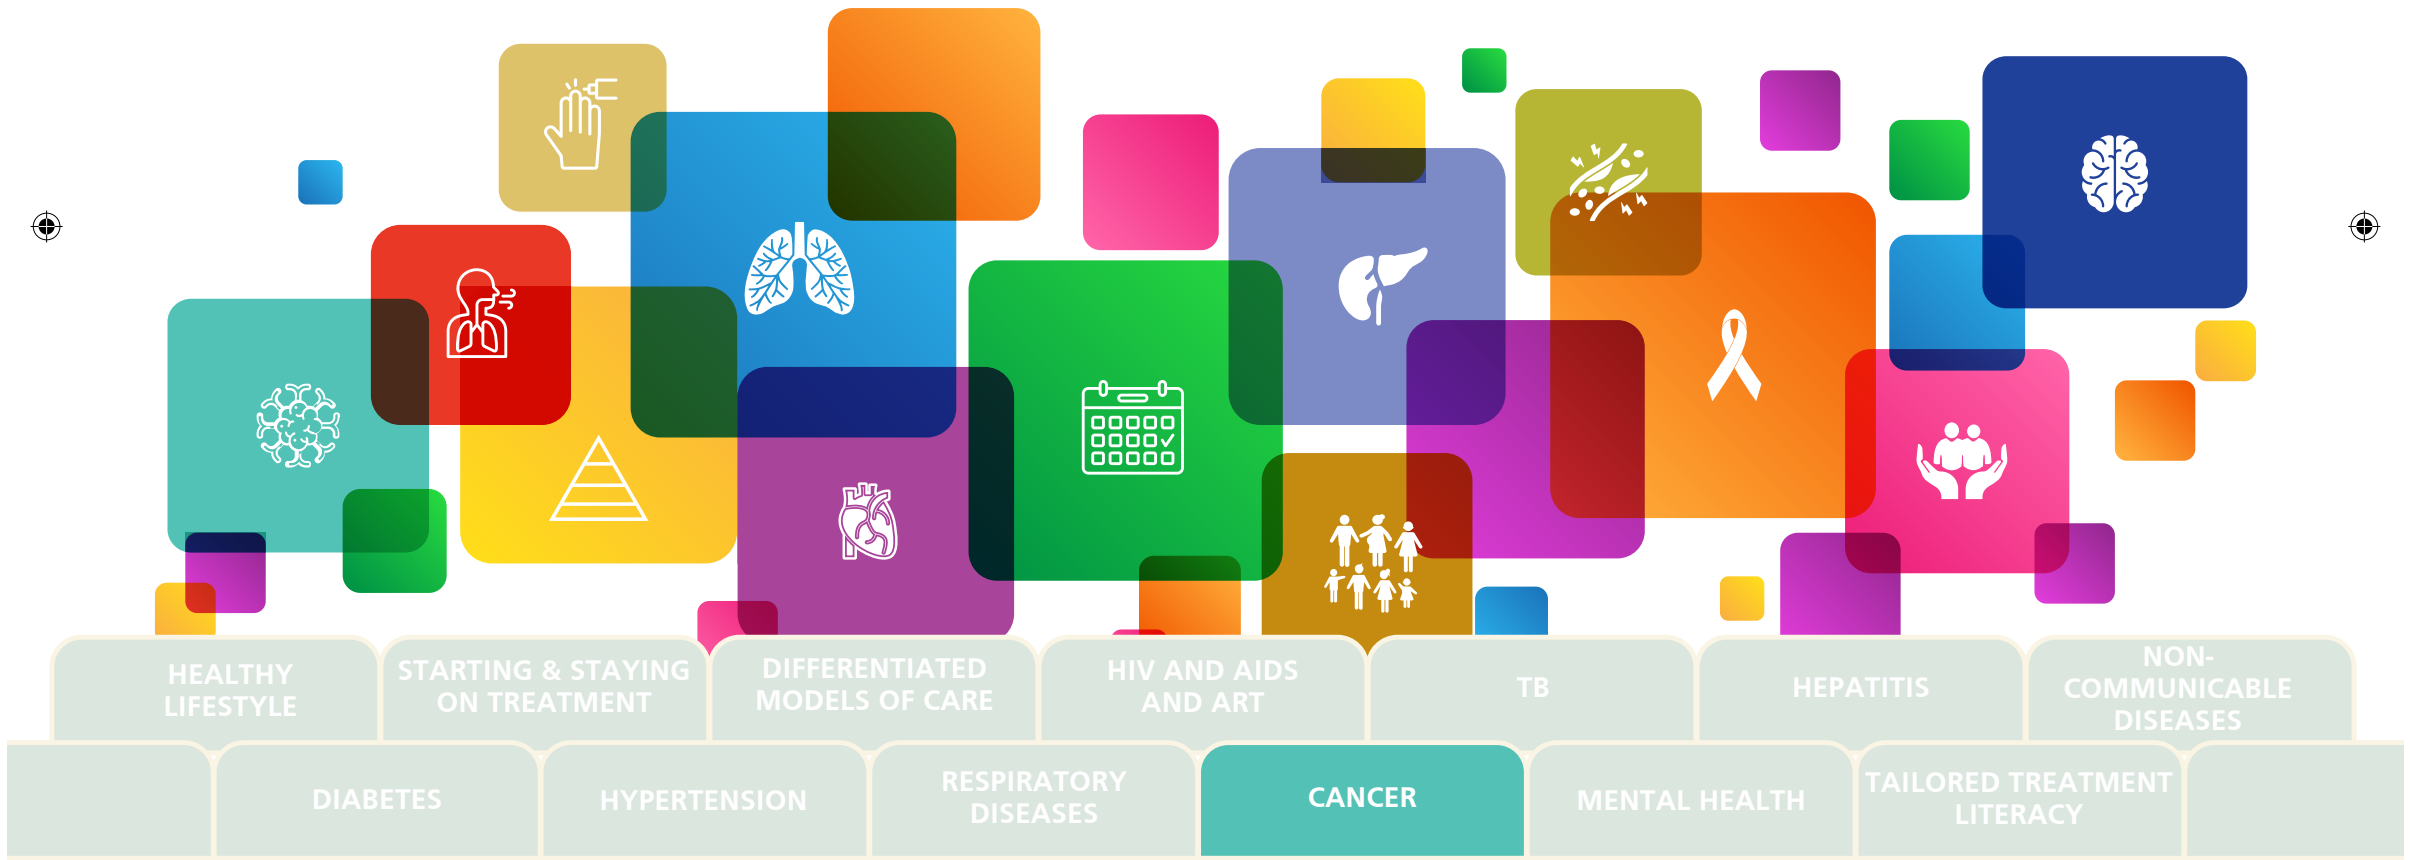 HEALTHY
LIFESTYLE
STARTING & STAYING
ON TREATMENT
DIFFERENTIATED
MODELS OF CARE
HIV AND AIDS
AND ART
TB
HEPATITIS
NON-
COMMUNICABLE
DISEASES
DIABETES
HYPERTENSION
RESPIRATORY
DISEASES
CANCER
MENTAL HEALTH
TAILORED TREATMENT
LITERACY